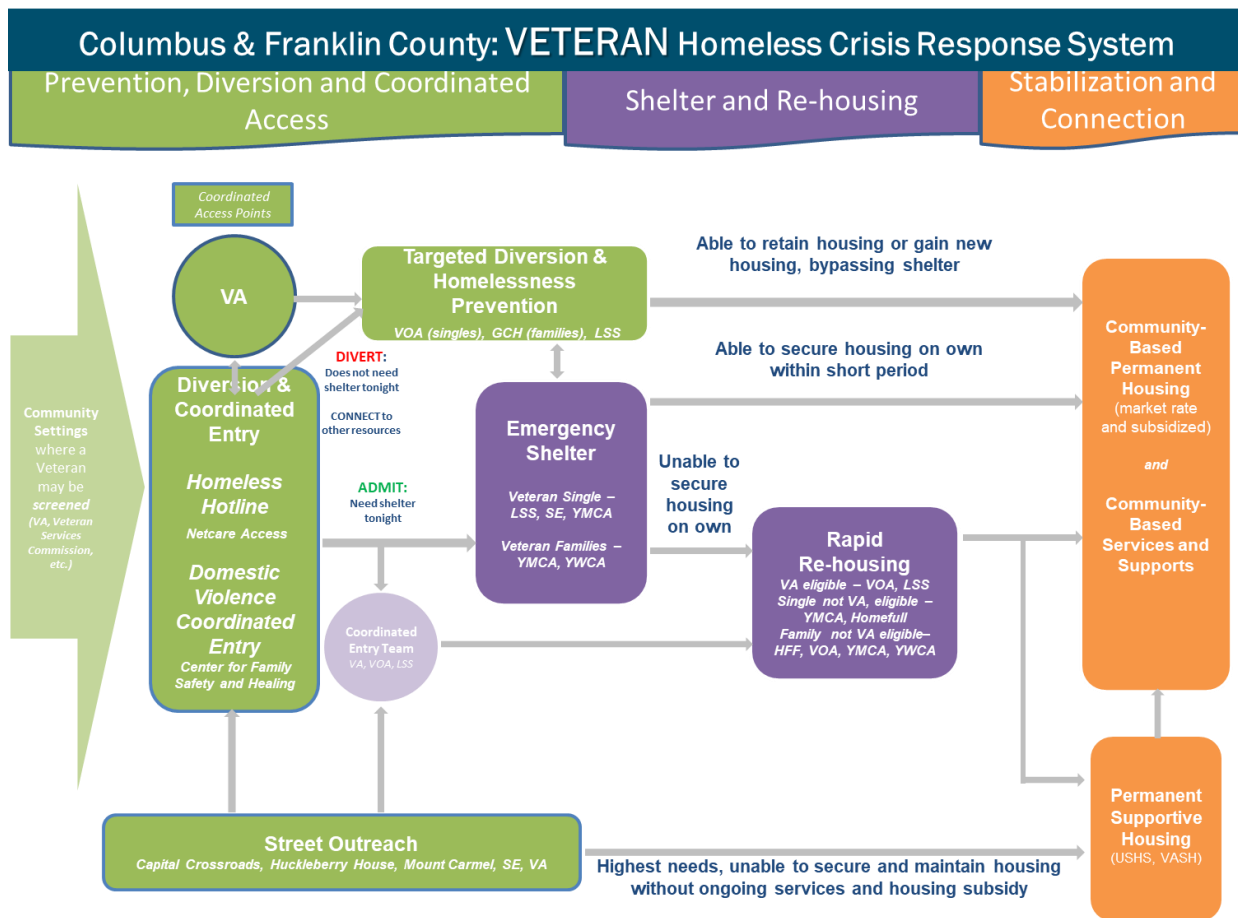 Columbus & Franklin County: VETERAN Homeless Crisis Response System
Prevention, Diversion and Coordinated
Access
Shelter and Re-housing
Stabilization and
Connection
Coordinated
Access Points
VA
Targeted Diversion &
Homelessness
Prevention
VOA (singles), GCH (families), LSS
Able to retain housing or gain new
housing, bypassing shelter
Able to secure housing on own
within short period
Community-
Based
Permanent
Housing
(market rate
and subsidized)
and
Community-
Based
Services and
Supports
Community
Settings
where a
Veteran
may be
screened
(VA, Veteran
Services
Commission,
etc.)
Diversion &
Coordinated
Entry
Homeless
Hotline
Netcare Access
Domestic
Violence
Coordinated
Entry
Center for Family
Safety and Healing
DIVERT:
Does not need
shelter tonight
CONNECT to
other resources
ADMIT:
Need shelter
tonight
Emergency
Shelter
Veteran Single –
LSS, SE, YMCA
Veteran Families –
YMCA, YWCA
Unable to
secure
housing
on own
Rapid
Re-housing
VA eligible – VOA, LSS
Single not VA, eligible –
YMCA, Homefull
Family not VA eligible–
HFF, VOA, YMCA, YWCA
Coordinated
Entry Team
VA, VOA, LSS
Street Outreach
Capital Crossroads, Huckleberry House, Mount Carmel, SE, VA
Highest needs, unable to secure and maintain housing
without ongoing services and housing subsidy
Permanent
Supportive
Housing
(USHS, VASH)